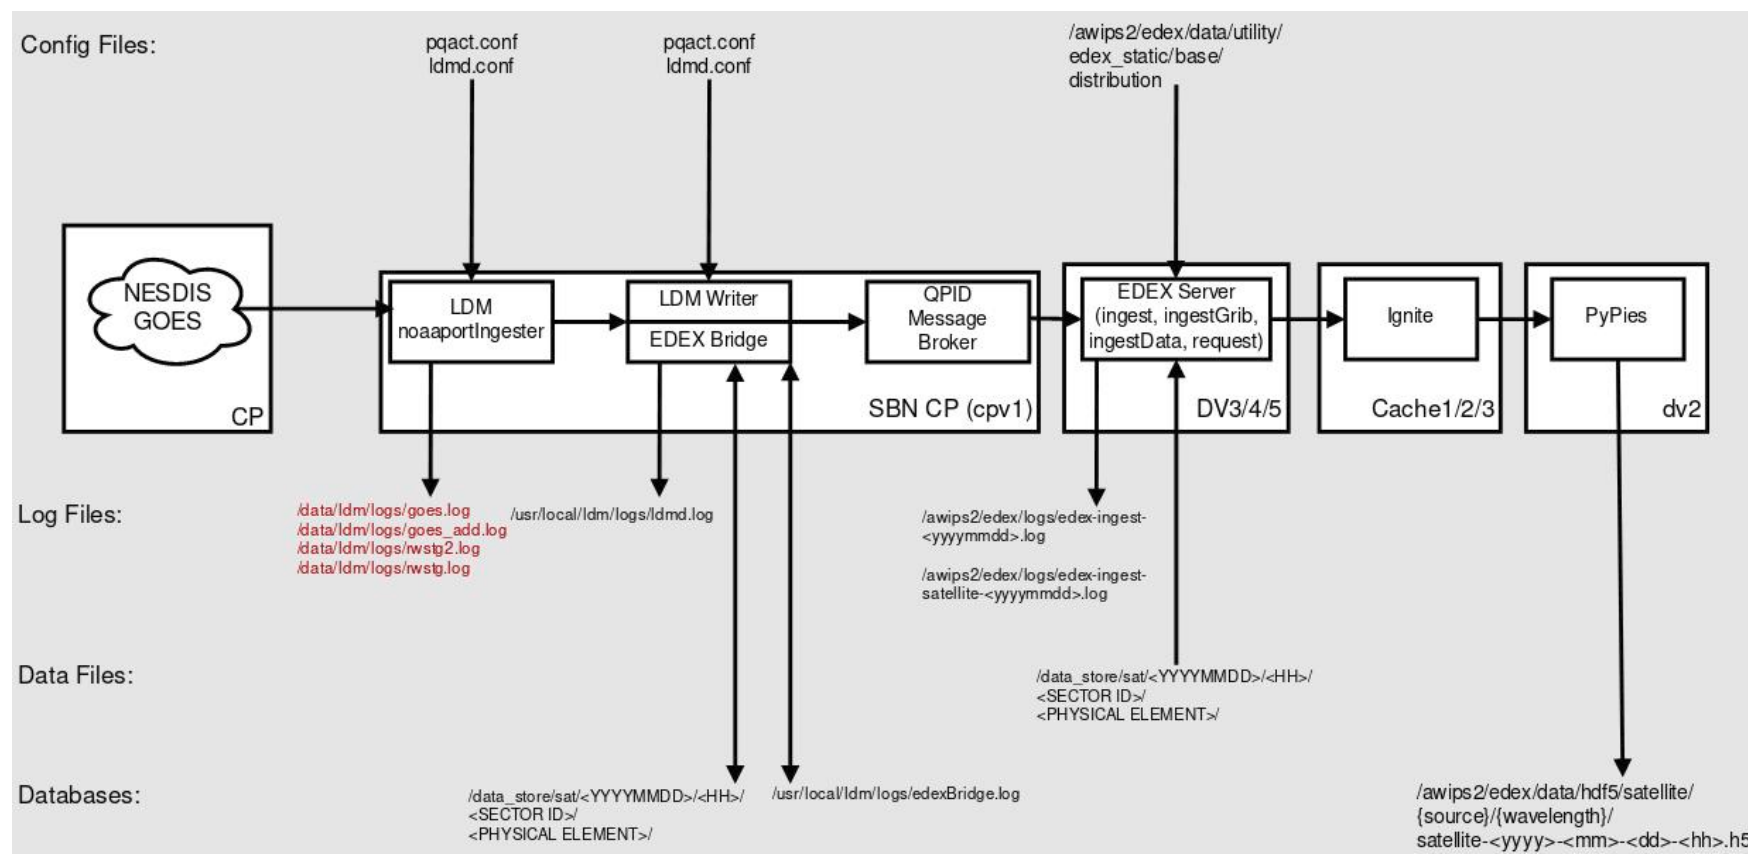 Config Files:
pqact.conf
ldmd.conf
pqact.conf
ldmd.conf
/awips2/edex/data/utility/
edex_static/base/
distribution
NESDIS
GOES
CP
LDM
noaaportIngester
LDM Writer
EDEX Bridge
QPID
Message
Broker
SBN CP (cpv1)
EDEX Server
(ingest, ingestGrib,
ingestData, request)
DV3/4/5
Ignite
Cache1/2/3
PyPies
dv2
Log Files:
/data/ldm/logs/goes.log
/data/ldm/logs/goes_add.log
/data/ldm/logs/rwstg2.log
/data/ldm/logs/rwstg.log
/usr/local/ldm/logs/ldmd.log
/awips2/edex/logs/edex-ingest-
<yyyymmdd>.log
/awips2/edex/logs/edex-ingest-
satellite-<yyyymmdd>.log
Data Files:
/data_store/sat/<YYYYMMDD>/<HH>/
<SECTOR ID>/
<PHYSICAL ELEMENT>/
Databases:
/data_store/sat/<YYYYMMDD>/<HH>/
<SECTOR ID>/
<PHYSICAL ELEMENT>/
/usr/local/ldm/logs/edexBridge.log
/awips2/edex/data/hdf5/satellite/
{source}/{wavelength}/
satellite-<yyyy>-<mm>-<dd>-<hh>.h5